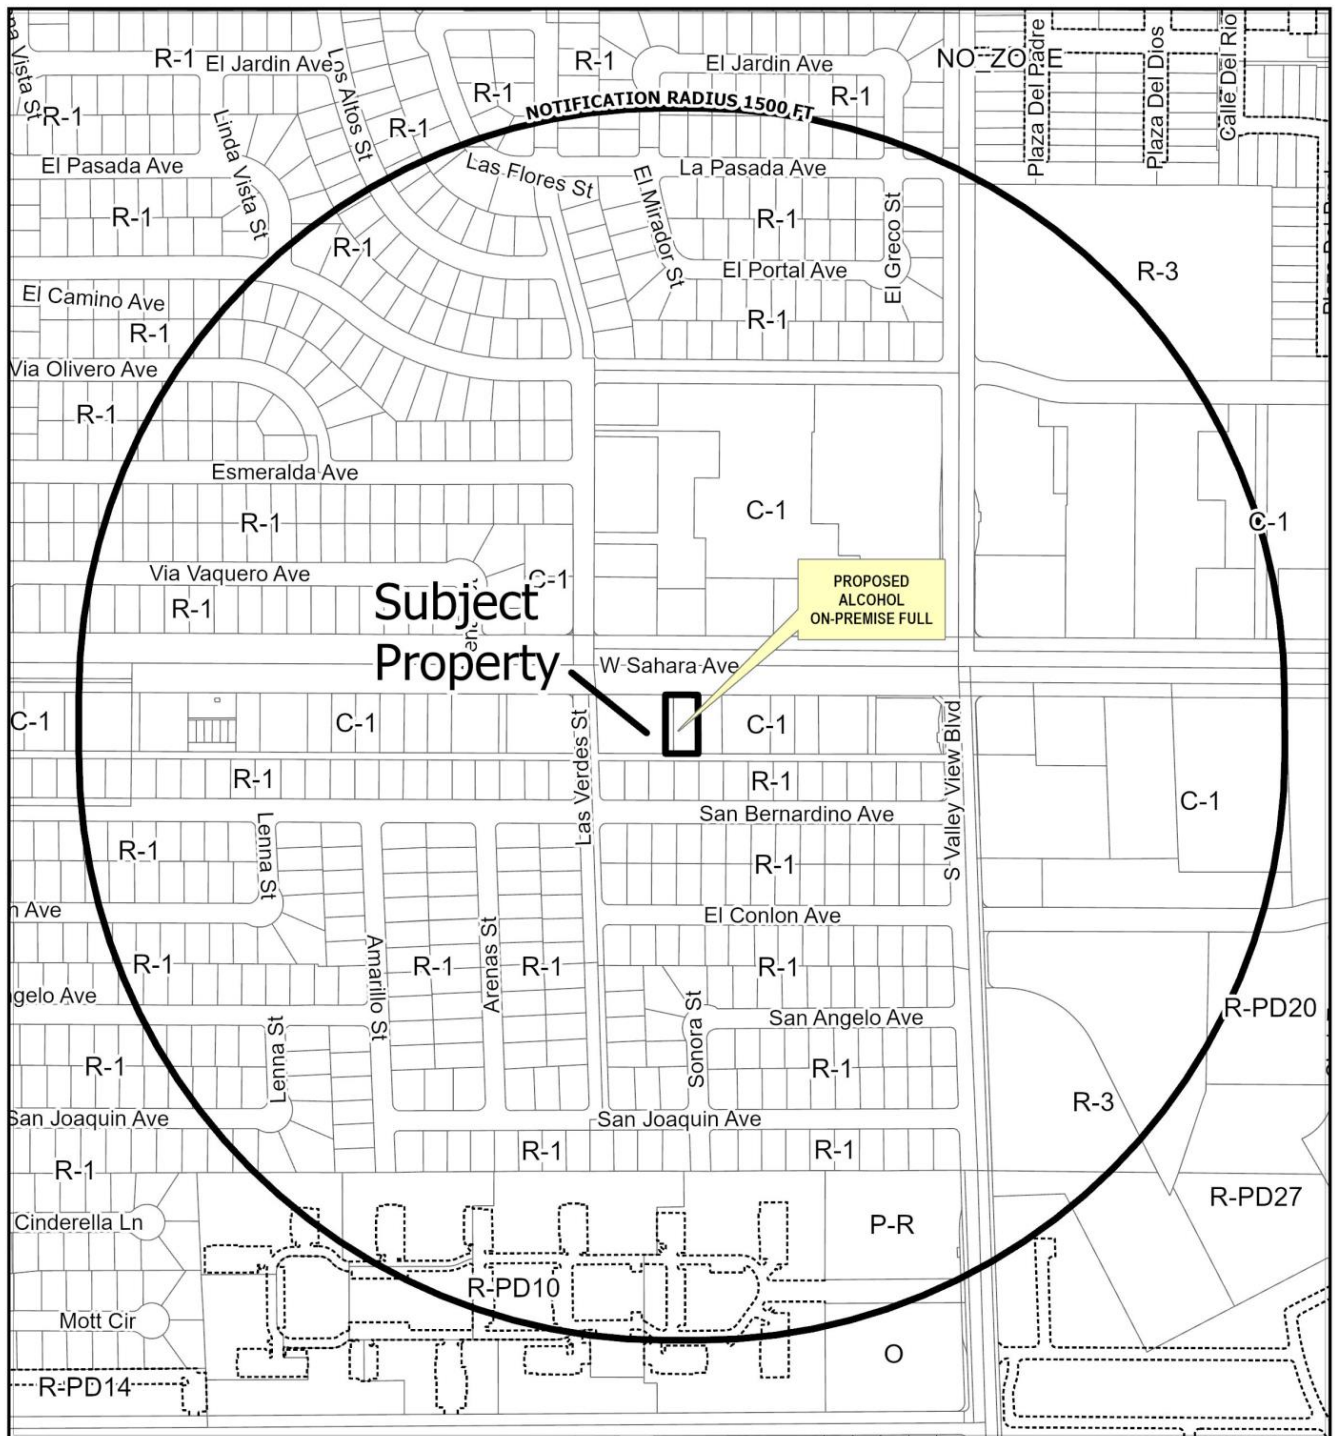 R-1
El Jardin Ave
R-1
El Jardin Ave
NO_ZO
E
Plaza Del Padre
Plaza Del Dios
Calle Del Rio
Vista St
R-1
Los Altos St
R-1
R-1
R-1
NOTIFICATION RADIUS 1500 FT
R-1
El Pasada Ave
Linda Vista St
Las Flores St
La Pasada Ave
R-1
R-1
El Mirador St
R-1
El Greco St
El Portal Ave
R-3
El Camino Ave
R-1
R-1
Via Olivero Ave
R-1
Esmeralda Ave
R-1
C-1
C-1
Via Vaquero Ave
R-1
C-1
Subject
Property
PROPOSED
ALCOHOL
ON-PREMISE FULL
W Sahara Ave
C-1
C-1
Las Verdes St
C-1
S Valley View Blvd
R-1
R-1
C-1
San Bernardino Ave
Lenna St
R-1
R-1
Ave
El Conlon Ave
Amarillo St
R-1
Arenas St
R-1
R-1
R-1
gelo Ave
Sonora St
San Angelo Ave
R-PD20
Lenna St
R-1
R-1
R-3
San Joaquin Ave
San Joaquin Ave
R-1
R-1
R-1
Cinderella Ln
P-R
R-PD27
R-PD10
Mott Cir
O
R-PD14